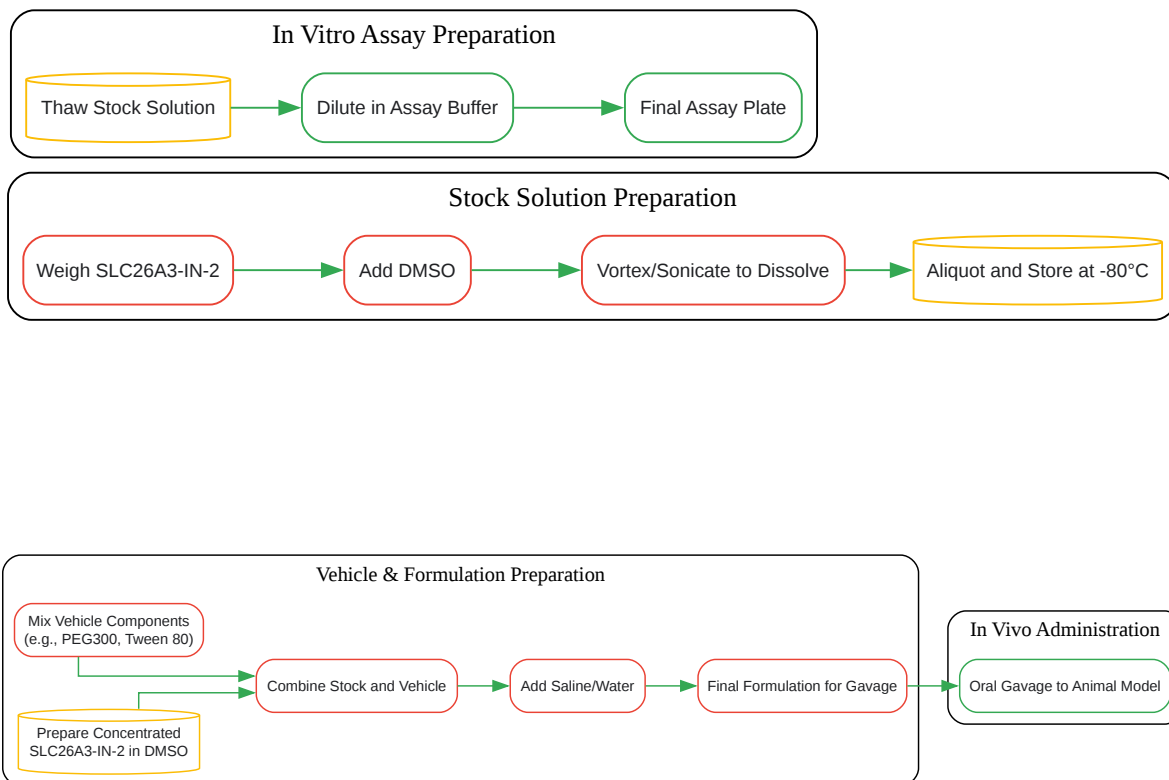 In Vitro Assay Preparation
Thaw Stock Solution
Dilute in Assay Buffer
Final Assay Plate
Stock Solution Preparation
Weigh SLC26A3-IN-2
Add DMSO
Vortex/Sonicate to Dissolve
Aliquot and Store at -80°C
Vehicle & Formulation Preparation
Mix Vehicle Components
(e.g., PEG300, Tween 80)
Prepare Concentrated
SLC26A3-IN-2 in DMSO
Combine Stock and Vehicle
Add Saline/Water
Final Formulation for Gavage
In Vivo Administration
Oral Gavage to Animal Model